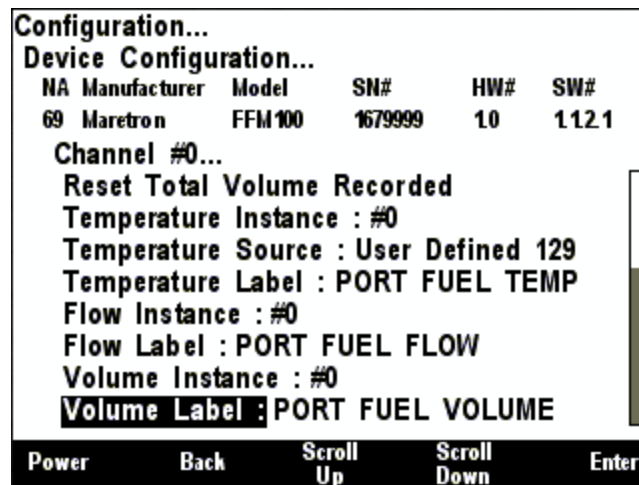 Configuration...
Device Configuration...
NA Manufacturer Model SN# HW# SW#
69 Maretron FFM100 1679999 1.0 1.1.2.1
Channel #0...
Reset Total Volume Recorded
Temperature Instance : #0
Temperature Source : User Defined 129
Temperature Label : PORT FUEL TEMP
Flow Instance : #0
Flow Label : PORT FUEL FLOW
Volume Instance : #0
Volume Label : PORT FUEL VOLUME
Power Back Scroll Up Scroll Down Enter